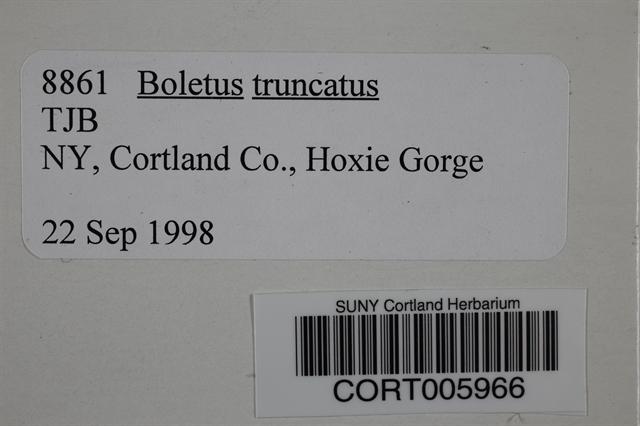 8861 Boletus truncatus
TJB
NY, Cortland Co., Hoxie Gorge
22 Sep 1998
SUNY Cortland Herbarium
CORT005966